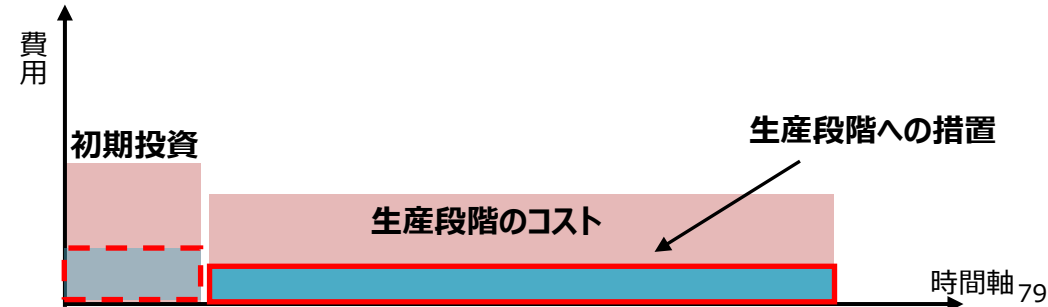 費用
初期投資
生産段階への措置
生産段階のコスト
時間軸
79